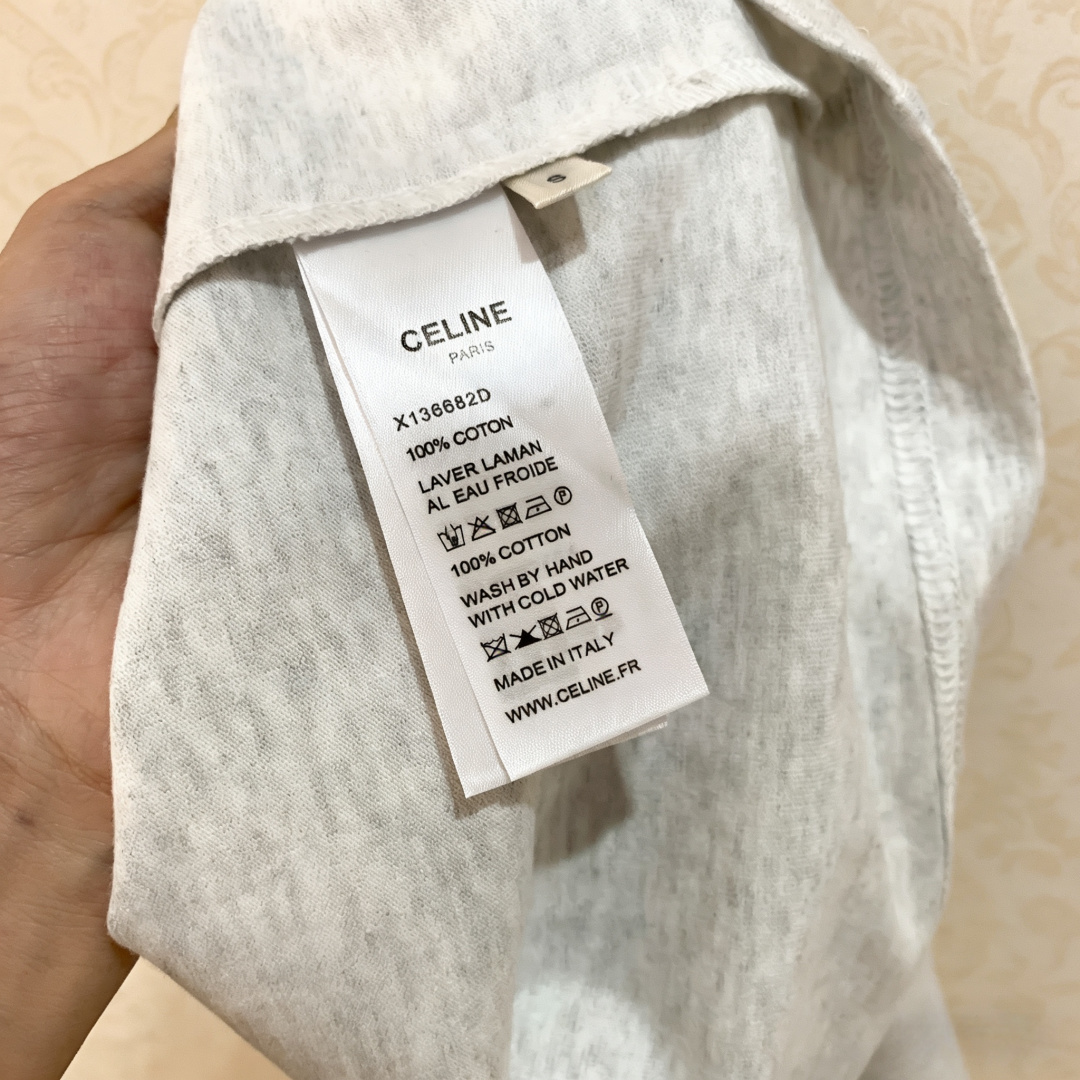 CELINE
PARIS
X136682D
100% COTON
LAVER LAMAN
AL EAU FROIDE
P
100% COTTON
WASH BY HAND
WITH COLD WATER
P
MADE IN ITALY
WWW.CELINE.FR